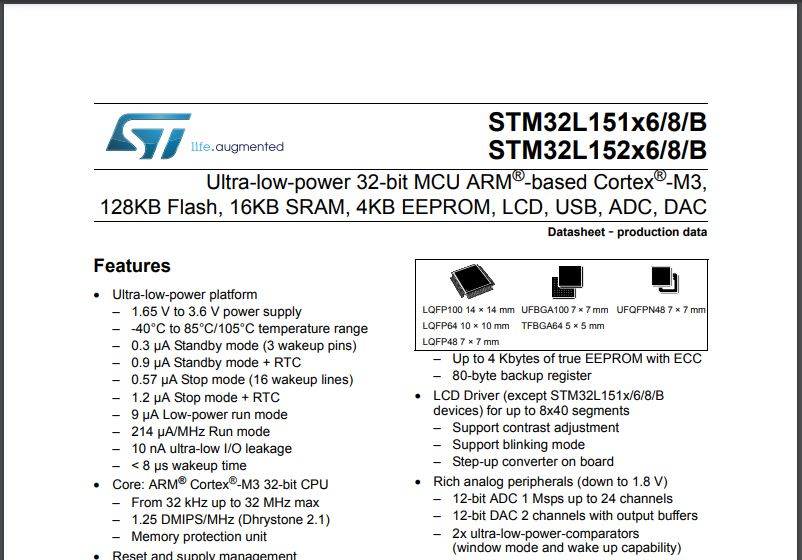 life.augmented
STM32L151x6/8/B
STM32L152x6/8/B
Ultra-low-power 32-bit MCU ARM®-based Cortex®-M3,
128KB Flash, 16KB SRAM, 4KB EEPROM, LCD, USB, ADC, DAC
Datasheet - production data
Features
• Ultra-low-power platform
– 1.65 V to 3.6 V power supply
– -40°C to 85°C/105°C temperature range
– 0.3 µA Standby mode (3 wakeup pins)
– 0.9 µA Standby mode + RTC
– 0.57 µA Stop mode (16 wakeup lines)
– 1.2 µA Stop mode + RTC
– 9 µA Low-power run mode
– 214 µA/MHz Run mode
– 10 nA ultra-low I/O leakage
– < 8 µs wakeup time
• Core: ARM® Cortex®-M3 32-bit CPU
– From 32 kHz up to 32 MHz max
– 1.25 DMIPS/MHz (Dhrystone 2.1)
– Memory protection unit
• Reset and supply management
LQFP100 14 × 14 mm UFBGA100 7 × 7 mm UFQFPN48 7 × 7 mm
LQFP64 10 × 10 mm TFBGA64 5 × 5 mm
LQFP48 7 × 7 mm
– Up to 4 Kbytes of true EEPROM with ECC
– 80-byte backup register
• LCD Driver (except STM32L151x/6/8/B
devices) for up to 8x40 segments
– Support contrast adjustment
– Support blinking mode
– Step-up converter on board
• Rich analog peripherals (down to 1.8 V)
– 12-bit ADC 1 Msps up to 24 channels
– 12-bit DAC 2 channels with output buffers
– 2x ultra-low-power-comparators
(window mode and wake up capability)